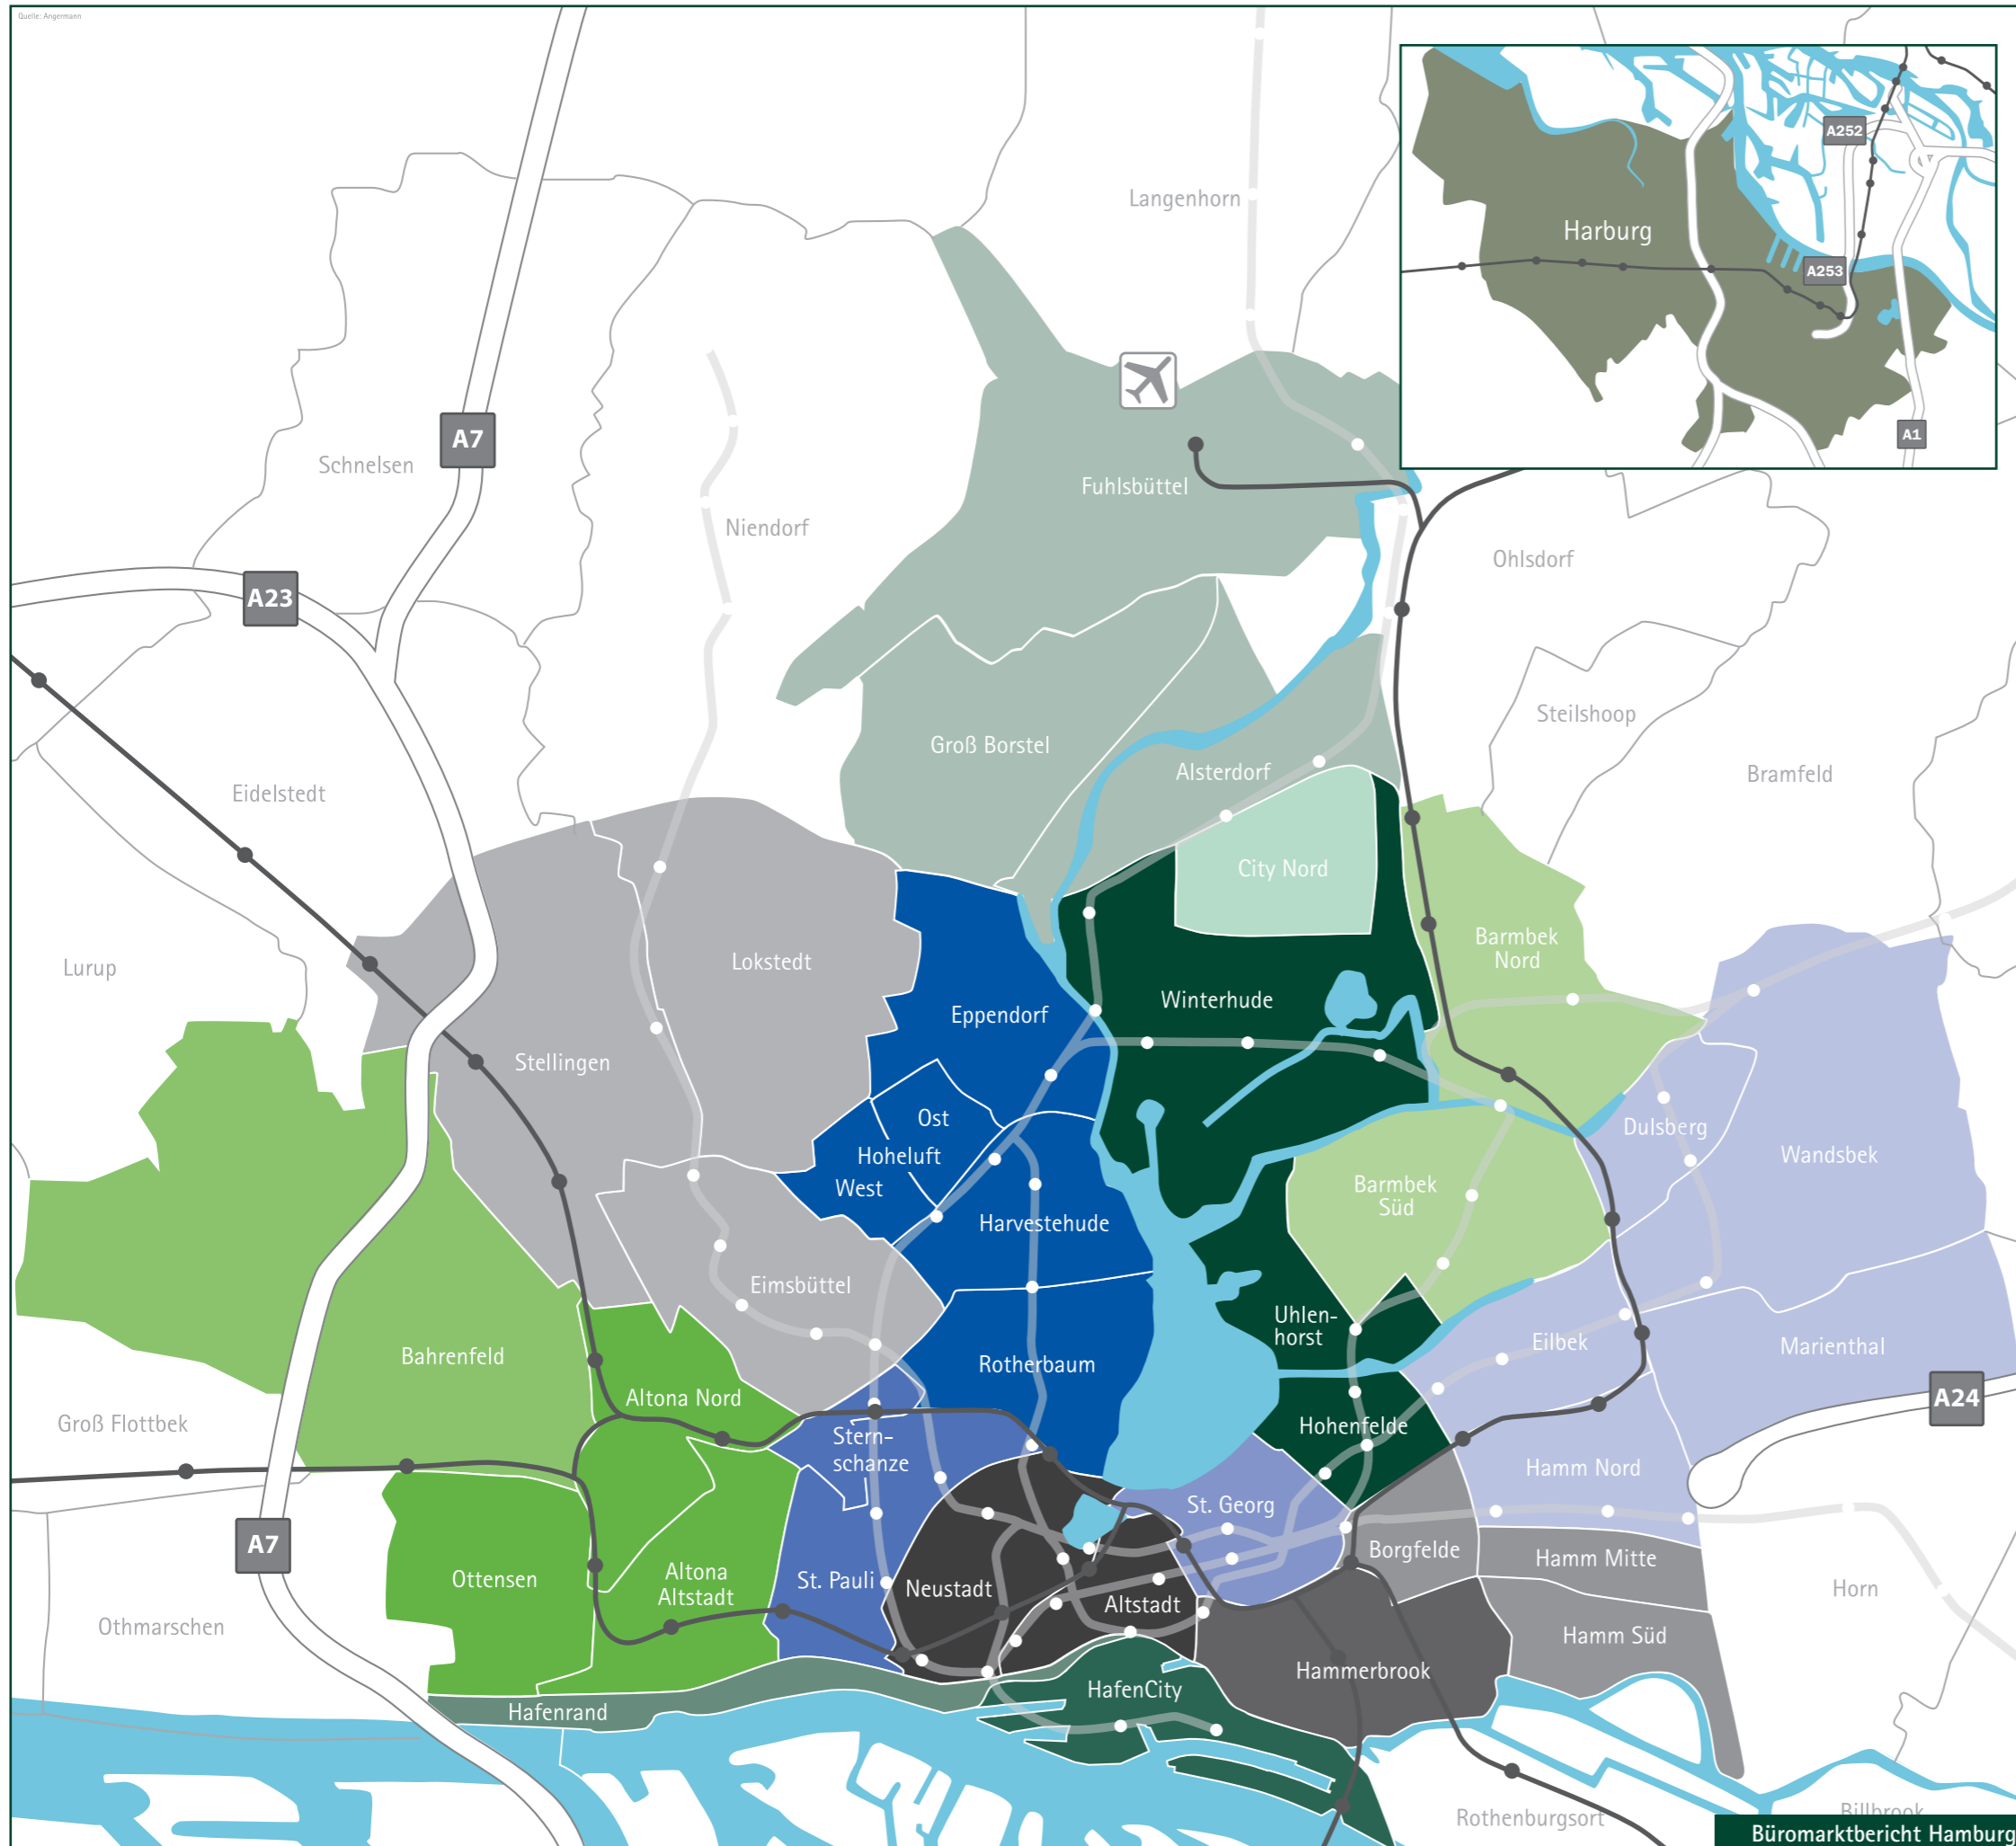 Quelle: Angermann
Langenhorn
A252
Harburg
A253
A1
A7
Schnelsen
Fuhlsbüttel
Niendorf
Ohlsdorf
A23
Steilshoop
Groß Borstel
Alsterdorf
Bramfeld
Eidelstedt
City Nord
Barmbek
Nord
Lurup
Lokstedt
Winterhude
Eppendorf
Stellingen
Ost
Hoheluft
West
Dulsberg
Wandsbek
Barmbek
Süd
Harvestehude
Eimsbüttel
Uhlen-
horst
Eilbek
Marienthal
Bahrenfeld
Rotherbaum
Altona Nord
A24
Groß Flottbek
Stern-
schanze
Hohenfelde
Hamm Nord
St. Georg
A7
Ottensen
Altona
Altstadt
St. Pauli
Neustadt
Altstadt
Borgfelde
Hamm Mitte
Horn
Othmarschen
Hamm Süd
Hammerbrook
HafenCity
Hafenrand
Rothenburgsort
Billbrook
Büromarktbericht Hamburg